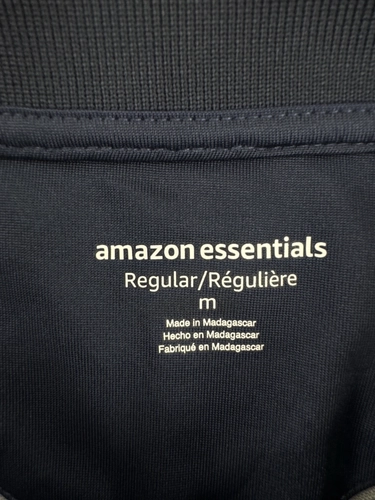 amazon essentials
Regular/Régulière
m
Made in Madagascar
Hecho en Madagascar
Fabriqué en Madagascar